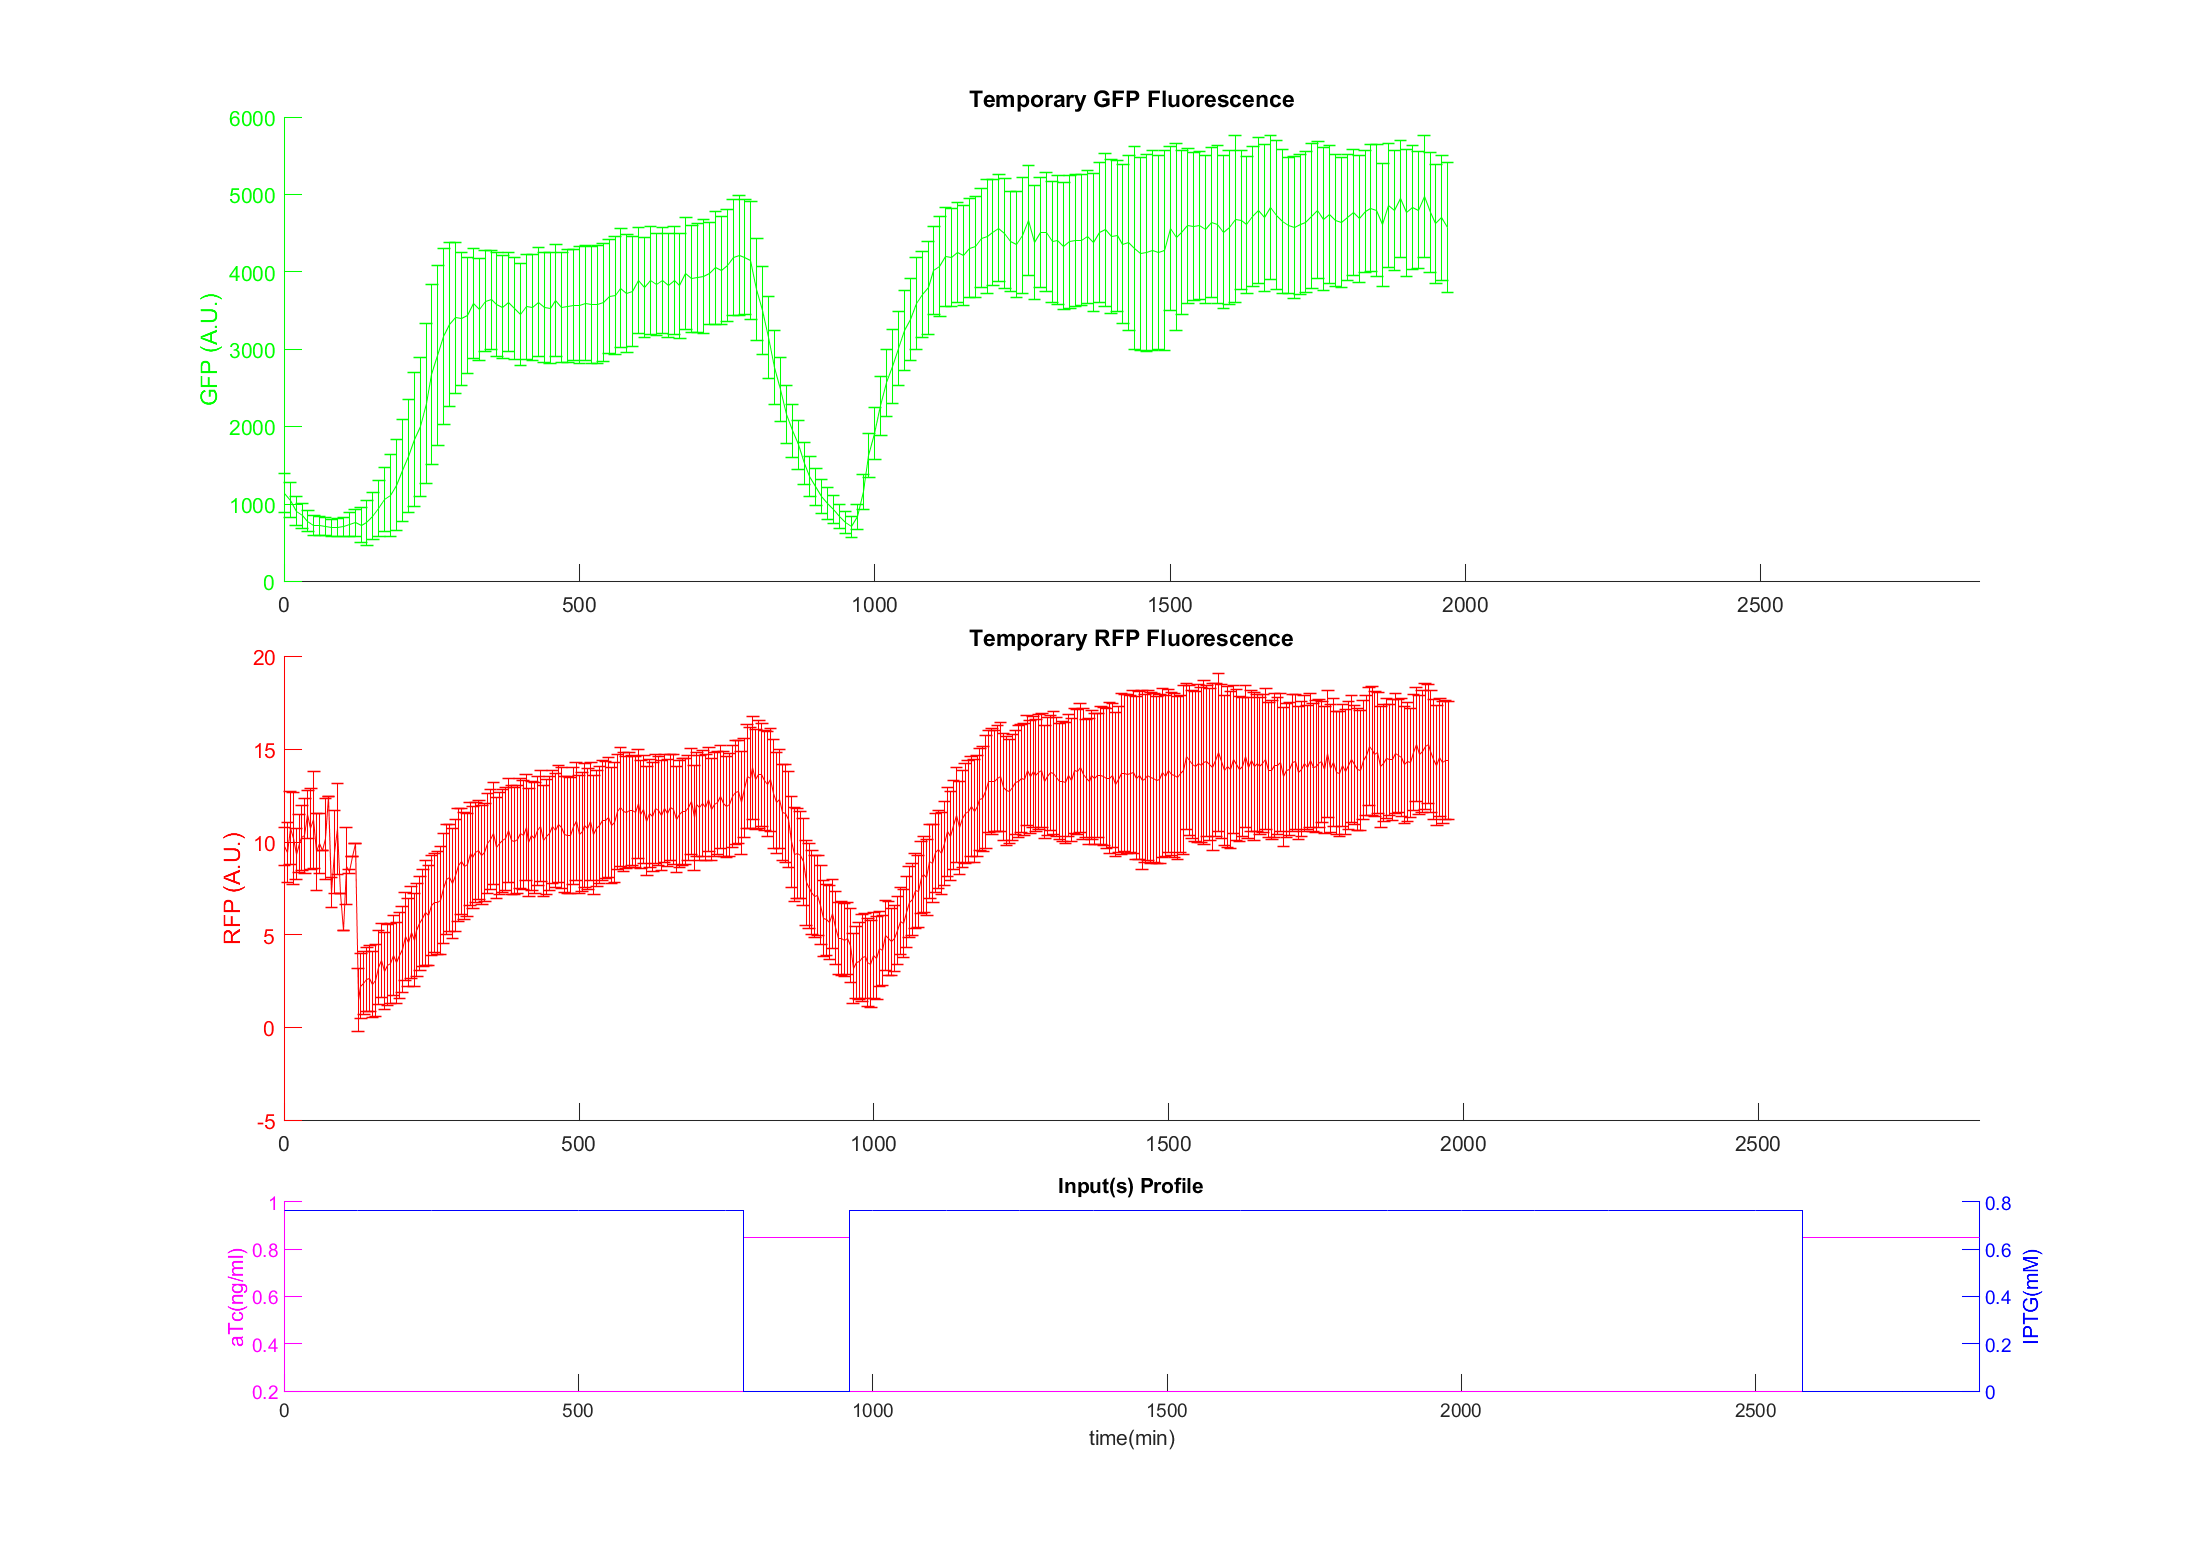 Temporary GFP Fluorescence
6000
5000
4000
3000
2000
1000
0
GFP (A.U.)
0 500 1000 1500 2000 2500
Temporary RFP Fluorescence
20
15
10
5
0
-5
RFP (A.U.)
0 500 1000 1500 2000 2500
Input(s) Profile
1
0.8
0.6
0.4
0.2
aTc(ng/ml)
0.8
0.6
0.4
0.2
0
IPTG(mM)
0 500 1000 1500 2000 2500
time(min)